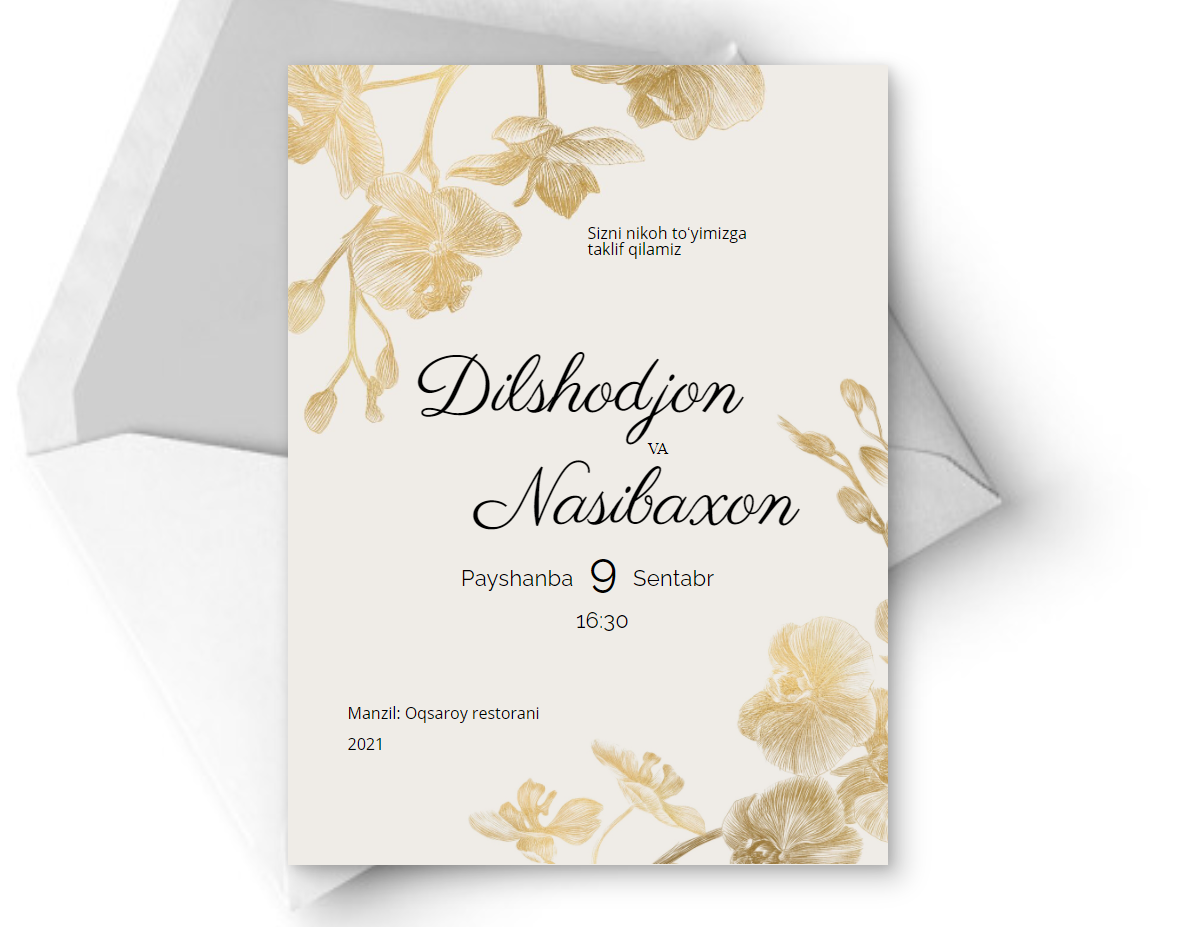 Sizni nikoh to'yimizga
taklif qilamiz
Dilshodjon
VA
Nasibaxon
Payshanba 9 Sentabr
16:30
Manzil: Oqsaroy restorani
2021